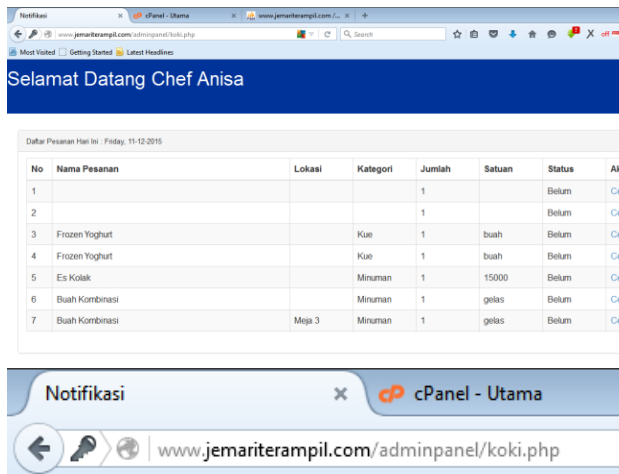 Notifikasi × cPanel - Utama × www.jemariterampil.com /... × +
www.jemariterampil.com/adminpanel/koki.php Search
Most Visited Getting Started Latest Headlines
Selamat Datang Chef Anisa
Daftar Pesanan Hari Ini : Friday, 11-12-2015
No Nama Pesanan Lokasi Kategori Jumlah Satuan Status
1 1 Belum
2 1 Belum
3 Frozen Yoghurt Kue 1 buah Belum
4 Frozen Yoghurt Kue 1 buah Belum
5 Es Kolak Minuman 1 15000 Belum
6 Buah Kombinasi Minuman 1 gelas Belum
7 Buah Kombinasi Meja 3 Minuman 1 gelas Belum
Notifikasi × cP cPanel - Utama
www.jemariterampil.com/adminpanel/koki.php